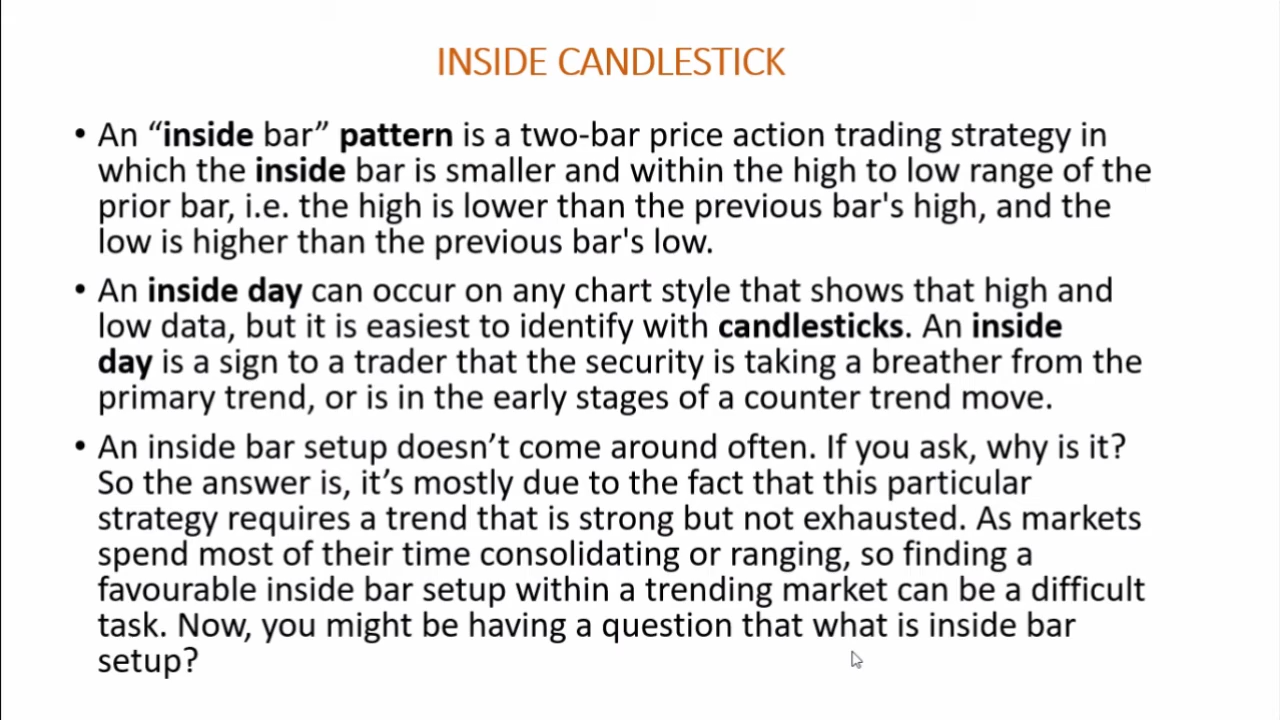 INSIDE CANDLESTICK
• An “inside bar” pattern is a two-bar price action trading strategy in
which the inside bar is smaller and within the high to low range of the
prior bar, i.e. the high is lower than the previous bar's high, and the
low is higher than the previous bar's low.
• An inside day can occur on any chart style that shows that high and
low data, but it is easiest to identify with candlesticks. An inside
day is a sign to a trader that the security is taking a breather from the
primary trend, or is in the early stages of a counter trend move.
• An inside bar setup doesn’t come around often. If you ask, why is it?
So the answer is, it’s mostly due to the fact that this particular
strategy requires a trend that is strong but not exhausted. As markets
spend most of their time consolidating or ranging, so finding a
favourable inside bar setup within a trending market can be a difficult
task. Now, you might be having a question that what is inside bar
setup?